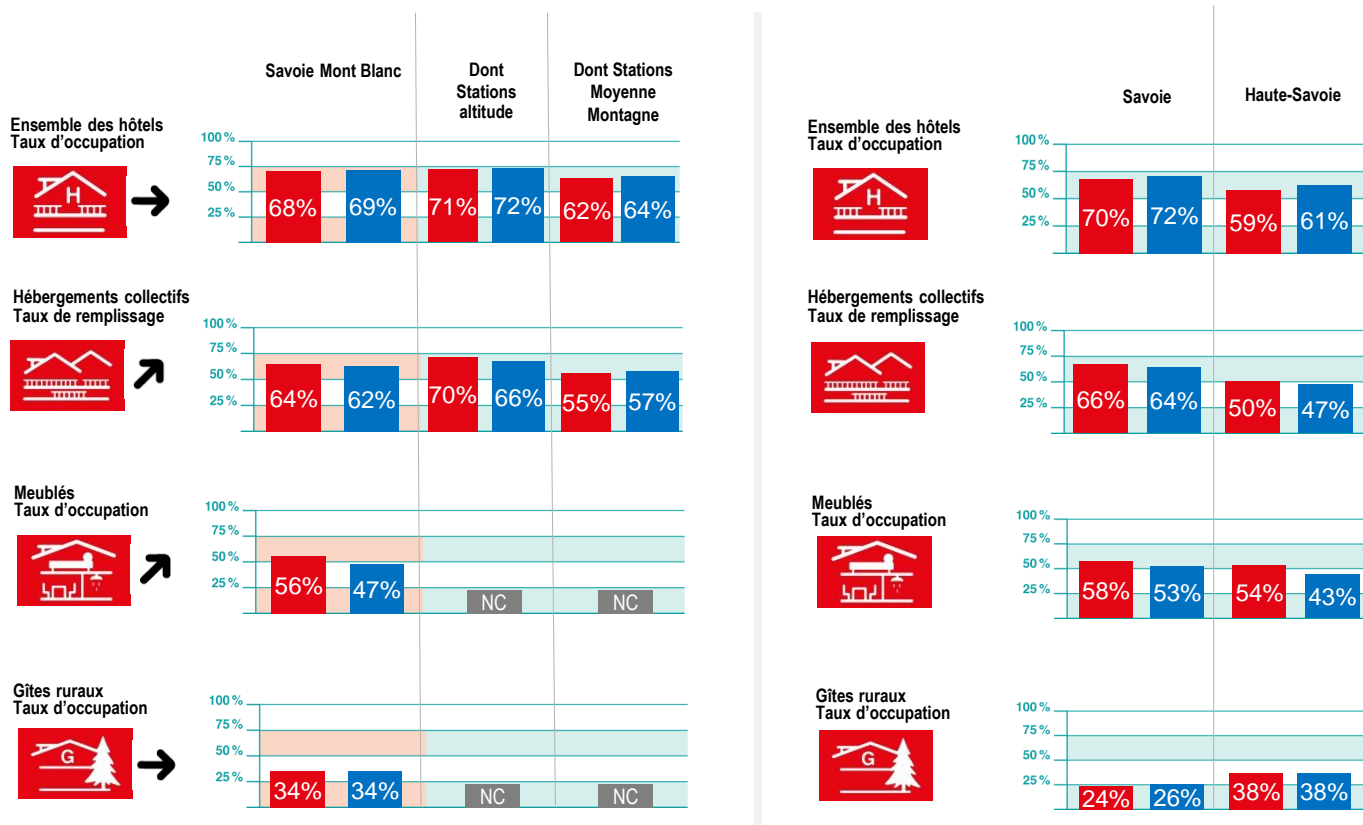 Savoie Mont Blanc
Dont
Stations
altitude
Dont Stations
Moyenne
Montagne
Ensemble des hôtels
Taux d'occupation
H
100 %
75 %
50 %
25 %
68% 69% 71% 72% 62% 64%
Hébergements collectifs
Taux de remplissage
100 %
75 %
50 %
25 %
64% 62% 70% 66% 55% 57%
Meublés
Taux d'occupation
100 %
75 %
50 %
25 %
56% 47% NC NC
Gîtes ruraux
Taux d'occupation
G
100 %
75 %
50 %
25 %
34% 34% NC NC
Savoie
Haute-Savoie
Ensemble des hôtels
Taux d'occupation
H
100 %
75 %
50 %
25 %
70% 72% 59% 61%
Hébergements collectifs
Taux de remplissage
100 %
75 %
50 %
25 %
66% 64% 50% 47%
Meublés
Taux d'occupation
100 %
75 %
50 %
25 %
58% 53% 54% 43%
Gîtes ruraux
Taux d'occupation
G
100 %
75 %
50 %
25 %
24% 26% 38% 38%